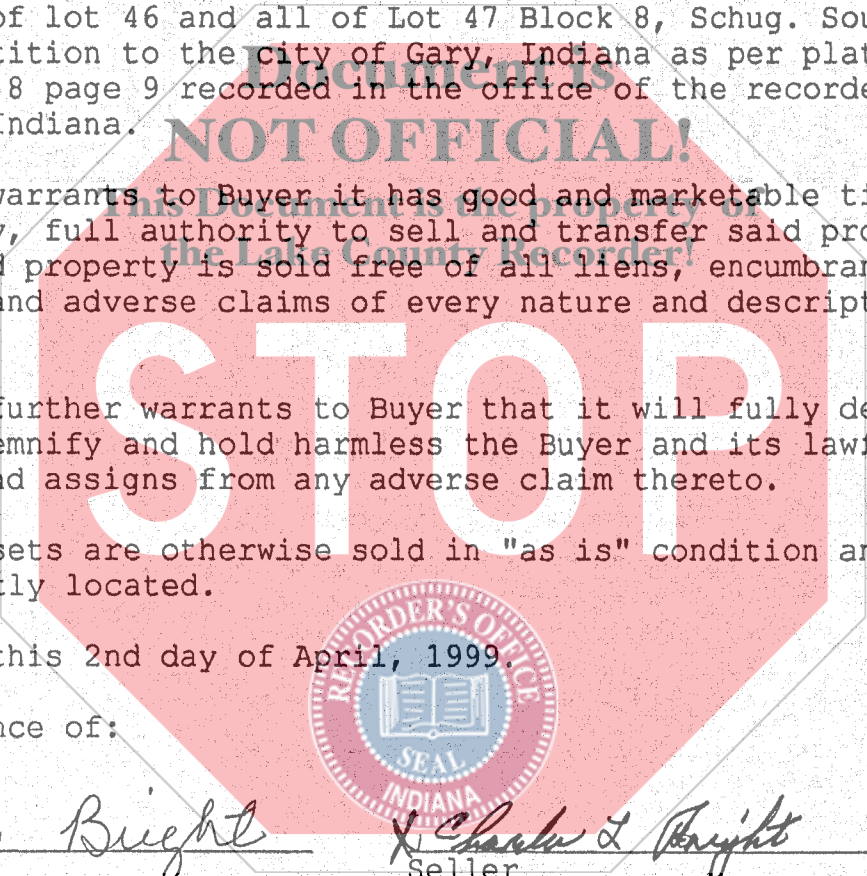 of lot 46 and all of Lot 47 Block 8, Schug. Sou
tition to the city of Gary, Indiana as per plat
8 page 9 recorded in the office of the recorde
Indiana.
Document is
NOT OFFICIAL!
This Document is the property of
the Lake County Recorder!
warrants to Buyer it has good and marketable ti
, full authority to sell and transfer said pro
d property is sold free of all liens, encumbran
and adverse claims of every nature and descript
STOP
further warrants to Buyer that it will fully de
emnify and hold harmless the Buyer and its lawf
nd assigns from any adverse claim thereto.
sets are otherwise sold in "as is" condition an
tly located.
this 2nd day of April, 1999.
nce of:
RECORDER'S OFFICE
SEAL
INDIANA
Bright X Charles L Knight
Seller